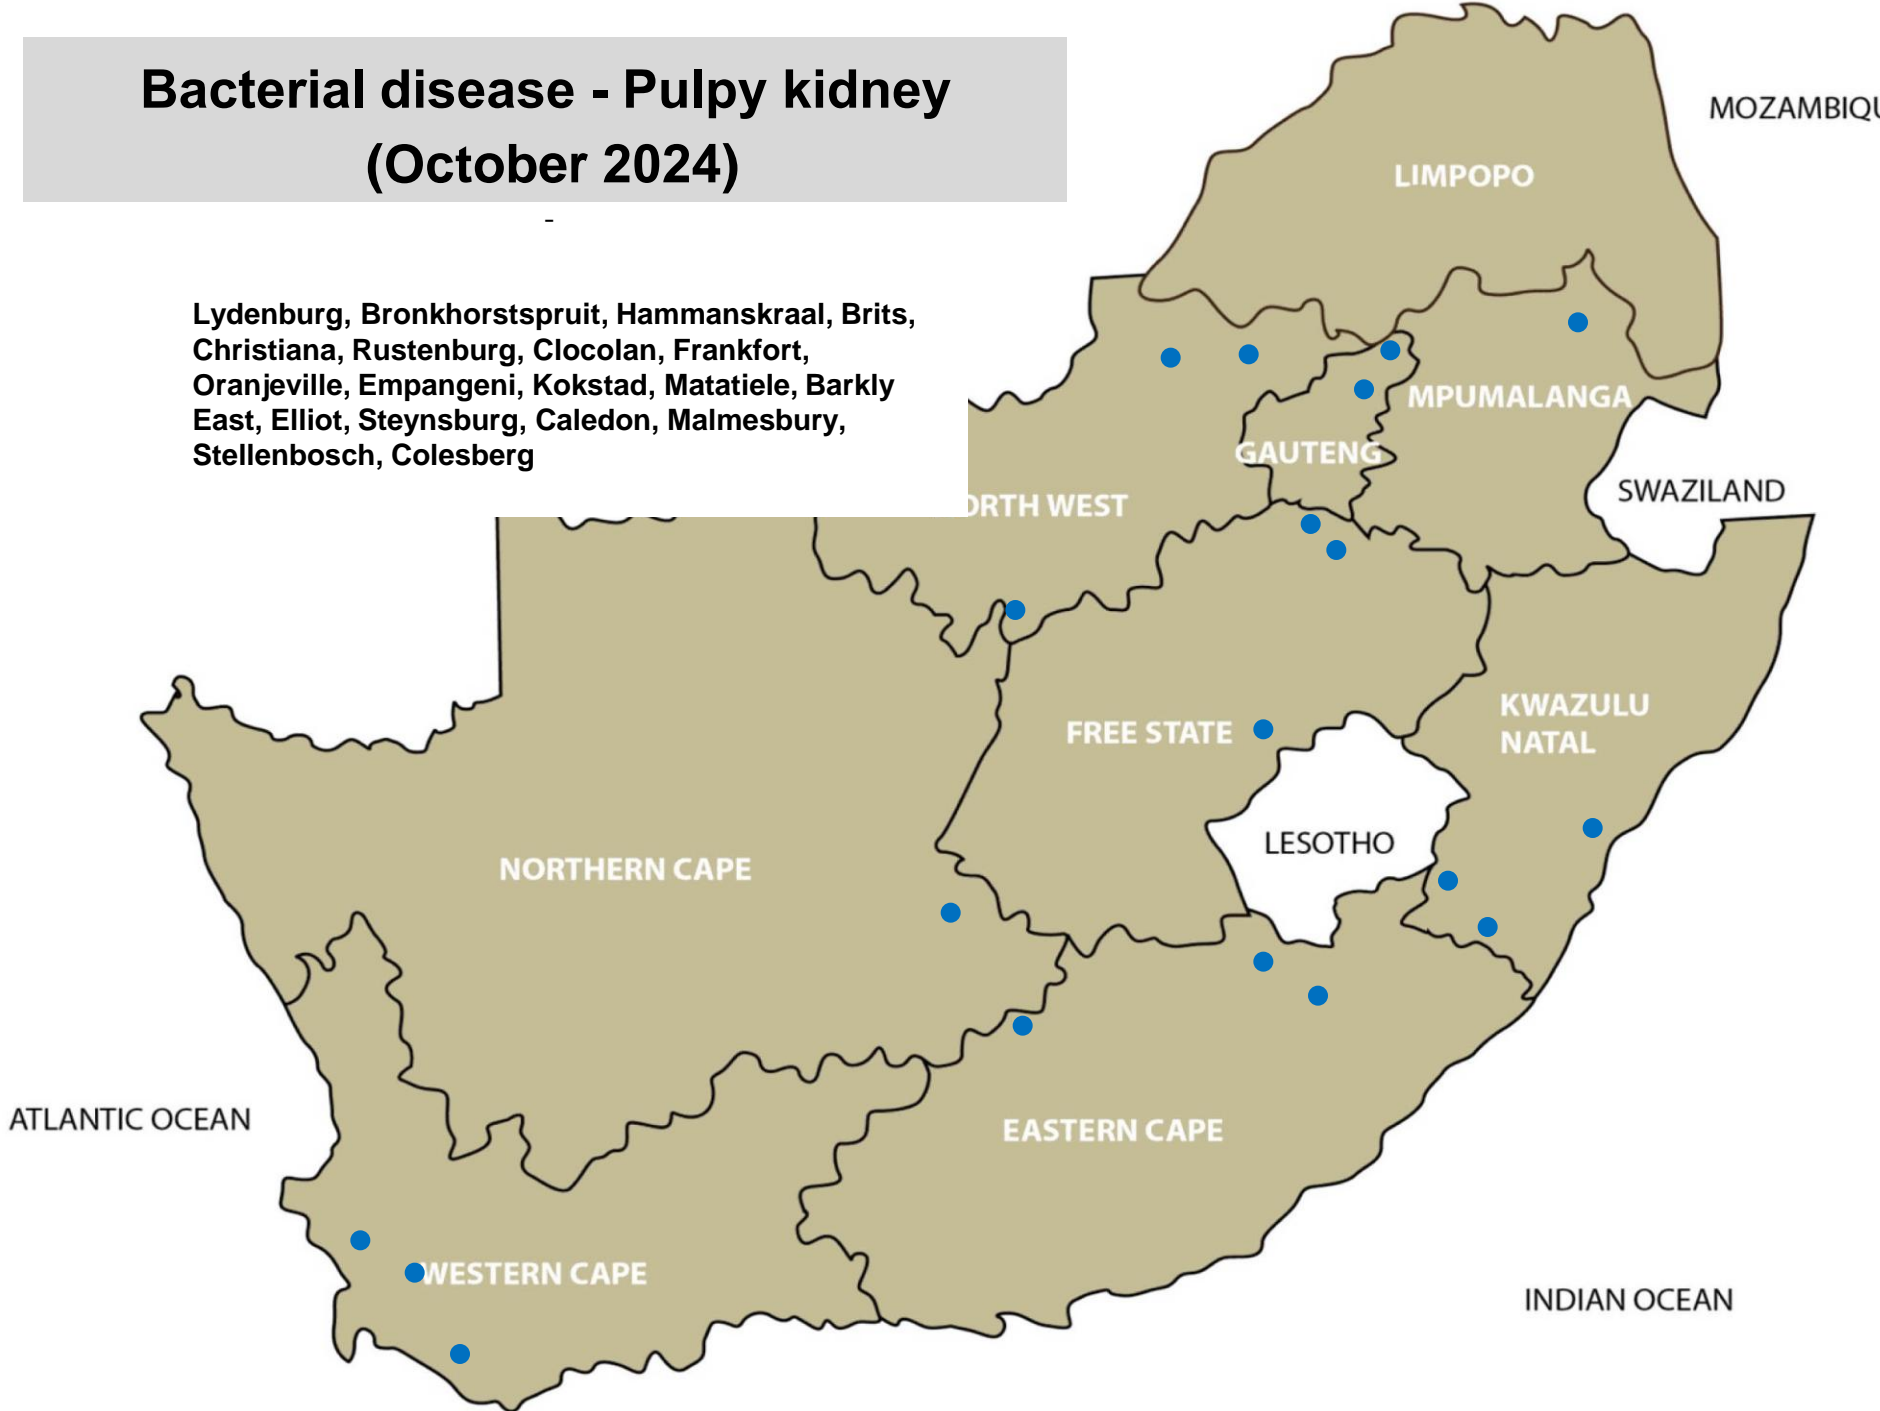 Bacterial disease - Pulpy kidney
(October 2024)
-
Lydenburg, Bronkhorstspruit, Hammanskraal, Brits,
Christiana, Rustenburg, Clocolan, Frankfort,
Oranjeville, Empangeni, Kokstad, Matatiele, Barkly
East, Elliot, Steynsburg, Caledon, Malmesbury,
Stellenbosch, Colesberg
MOZAMBIQU
LIMPOPO
MPUMALANGA
GAUTENG
SWAZILAND
ORTH WEST
KWAZULU
NATAL
FREE STATE
LESOTHO
NORTHERN CAPE
ATLANTIC OCEAN
EASTERN CAPE
WESTERN CAPE
INDIAN OCEAN